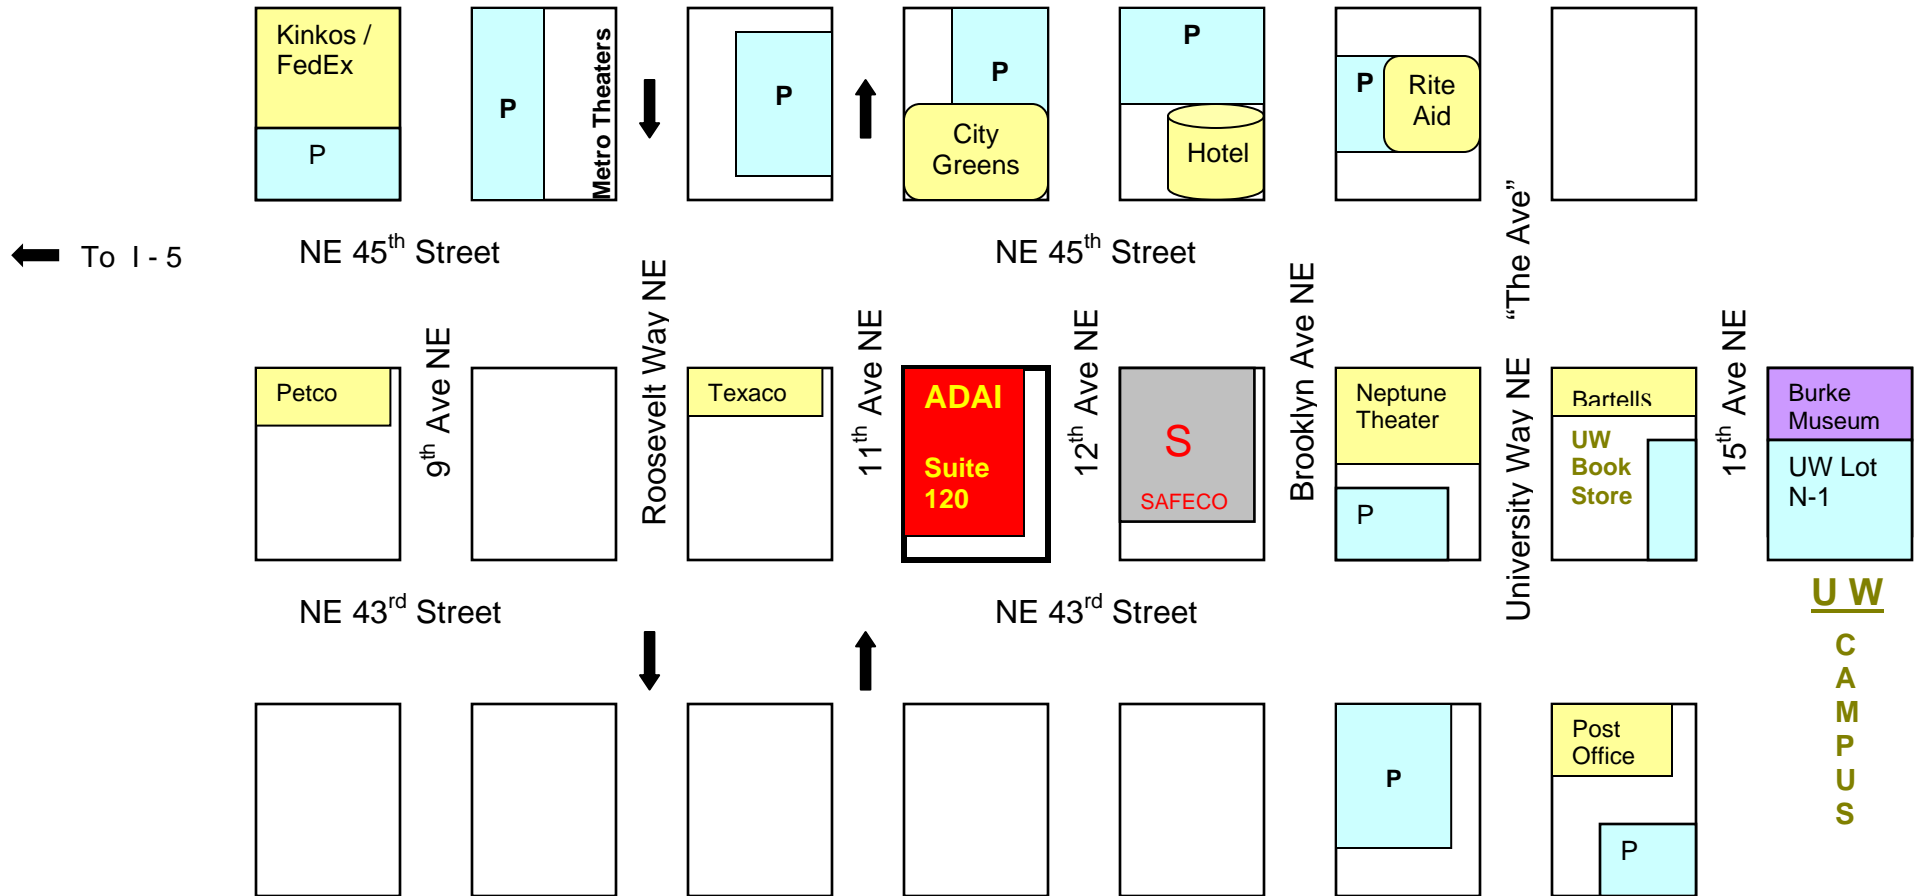 Kinkos /
FedEx
P
P
Metro Theaters
P
P
City
Greens
P
Hotel
P
Rite
Aid
To I - 5
NE 45th Street
NE 45th Street
9th Ave NE
Roosevelt Way NE
11th Ave NE
12th Ave NE
Brooklyn Ave NE
University Way NE "The Ave"
15th Ave NE
Petco
Texaco
ADAI
Suite
120
S
SAFECO
Neptune
Theater
P
Bartells
UW
Book
Store
Burke
Museum
UW Lot
N-1
NE 43rd Street
NE 43rd Street
U W
C
A
M
P
U
S
P
Post
Office
P